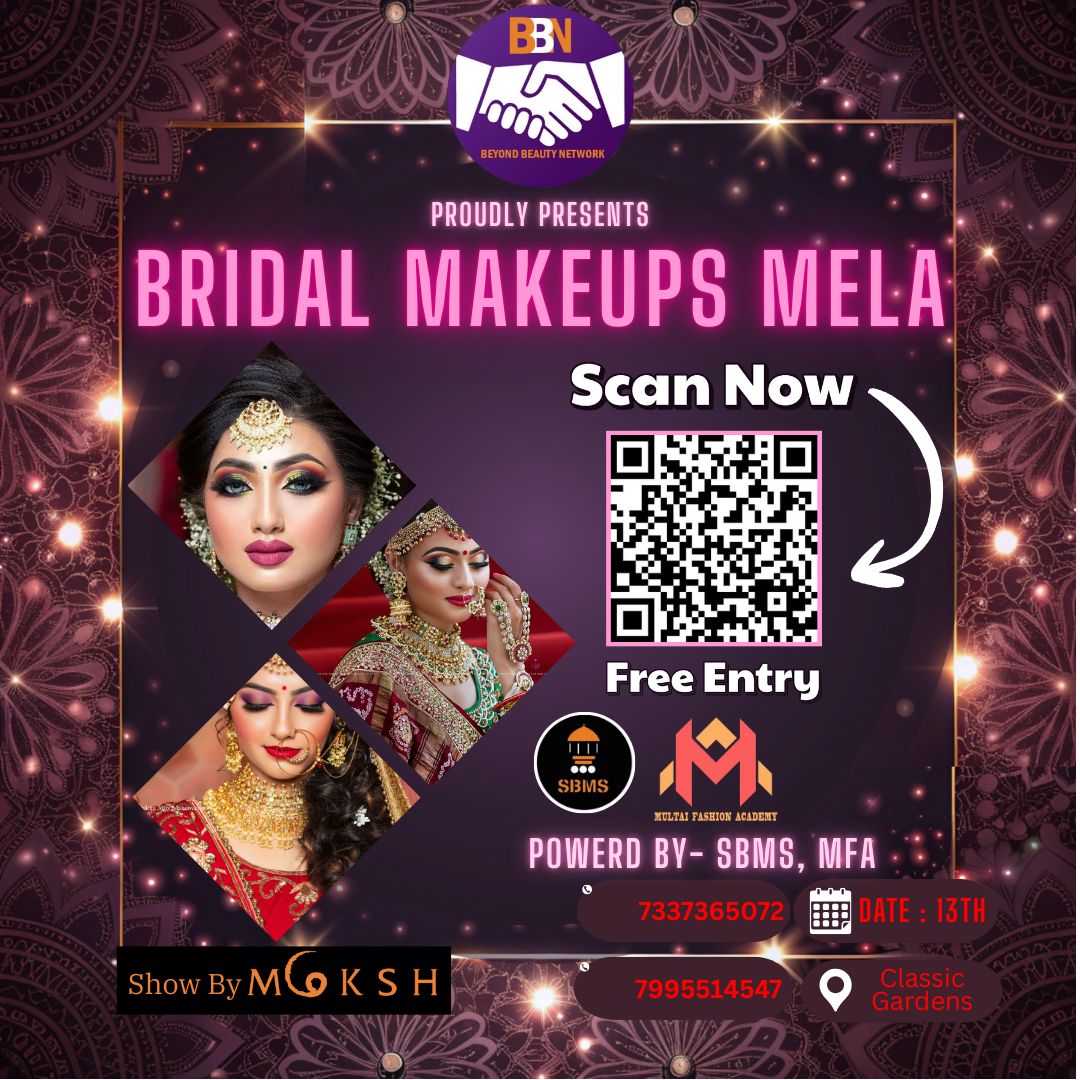 BBN
BEYOND BEAUTY NETWORK
PROUDLY PRESENTS
BRIDAL MAKEUPS MELA
Scan Now
Free Entry
SBMS
MULTAI FASHION ACADEMY
POWERD BY- SBMS, MFA
7337365072
DATE : 13TH
7995514547
Classic
Gardens
Show By MOKSH